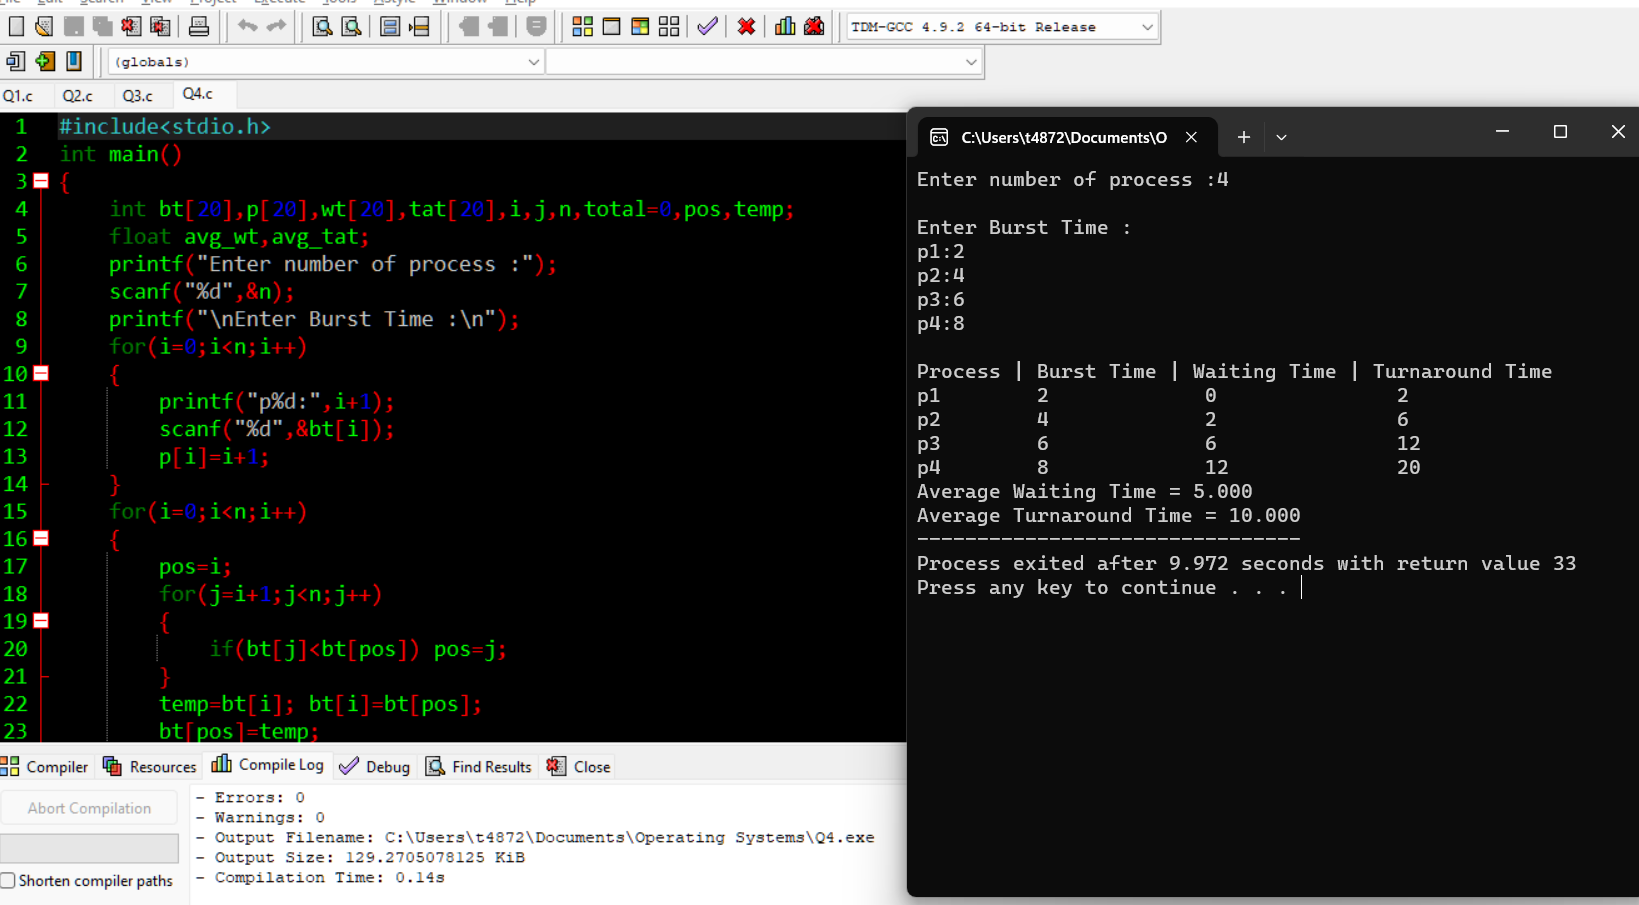 File Edit Search View Project Execute Tools AStyle Window Help
TDM-GCC 4.9.2 64-bit Release
(globals)
Q1.c Q2.c Q3.c Q4.c
1 #include<stdio.h>
2 int main()
3 {
4 int bt[20],p[20],wt[20],tat[20],i,j,n,total=0,pos,temp;
5 float avg_wt,avg_tat;
6 printf("Enter number of process :");
7 scanf("%d",&n);
8 printf("\nEnter Burst Time :\n");
9 for(i=0;i<n;i++)
10 {
11 printf("p%d:",i+1);
12 scanf("%d",&bt[i]);
13 p[i]=i+1;
14 }
15 for(i=0;i<n;i++)
16 {
17 pos=i;
18 for(j=i+1;j<n;j++)
19 {
20 if(bt[j]<bt[pos]) pos=j;
21 }
22 temp=bt[i]; bt[i]=bt[pos];
23 bt[pos]=temp;
Compiler Resources Compile Log Debug Find Results Close
Abort Compilation
Shorten compiler paths
- Errors: 0
- Warnings: 0
- Output Filename: C:\Users\t4872\Documents\Operating Systems\Q4.exe
- Output Size: 129.2705078125 KiB
- Compilation Time: 0.14s
C:\Users\t4872\Documents\O
Enter number of process :4
Enter Burst Time :
p1:2
p2:4
p3:6
p4:8
Process | Burst Time | Waiting Time | Turnaround Time
p1 2 0 2
p2 4 2 6
p3 6 6 12
p4 8 12 20
Average Waiting Time = 5.000
Average Turnaround Time = 10.000
--------------------------------
Process exited after 9.972 seconds with return value 33
Press any key to continue . . .